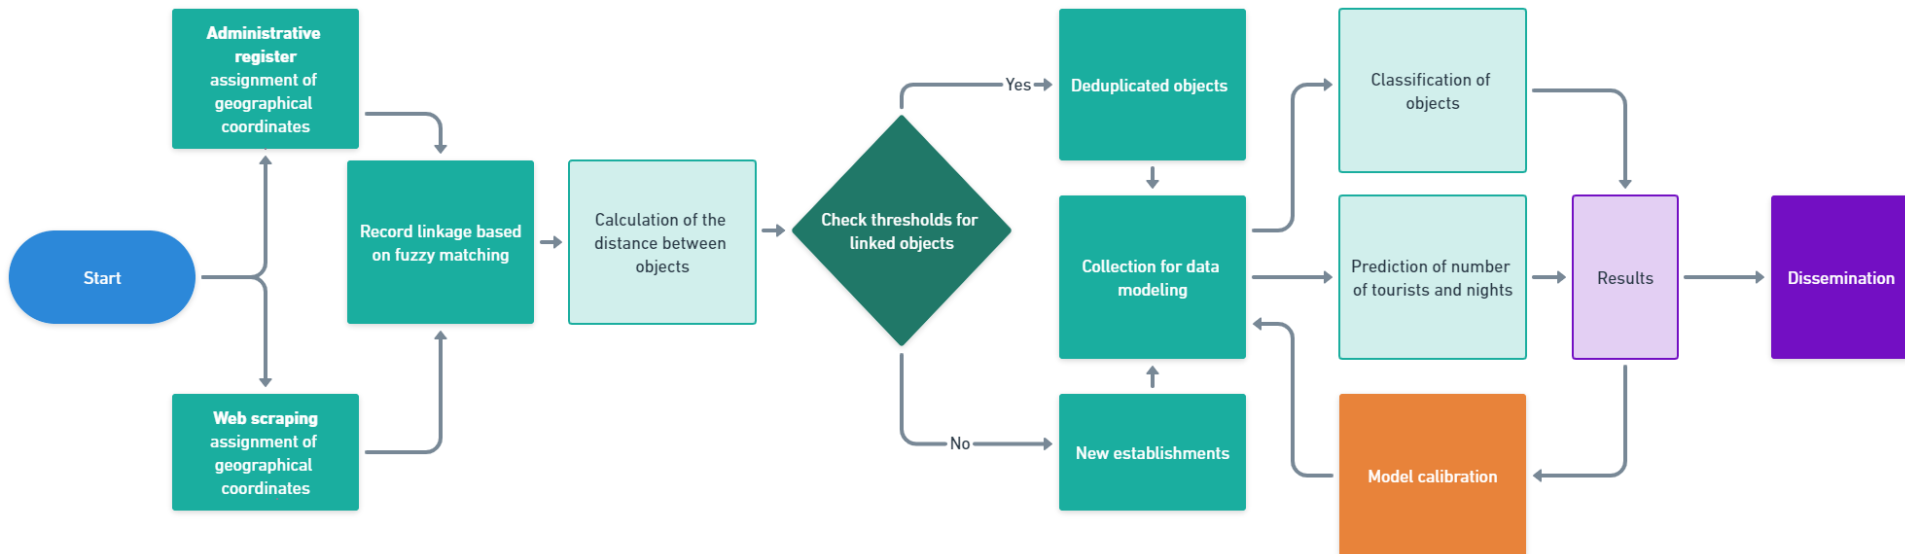 Start
Administrative
register
assignment of
geographical
coordinates
Web scraping
assignment of
geographical
coordinates
Record linkage based
on fuzzy matching
Calculation of the
distance between
objects
Check thresholds for
linked objects
Yes
No
Deduplicated objects
Collection for data
modeling
New establishments
Classification of
objects
Prediction of number
of tourists and nights
Model calibration
Results
Dissemination